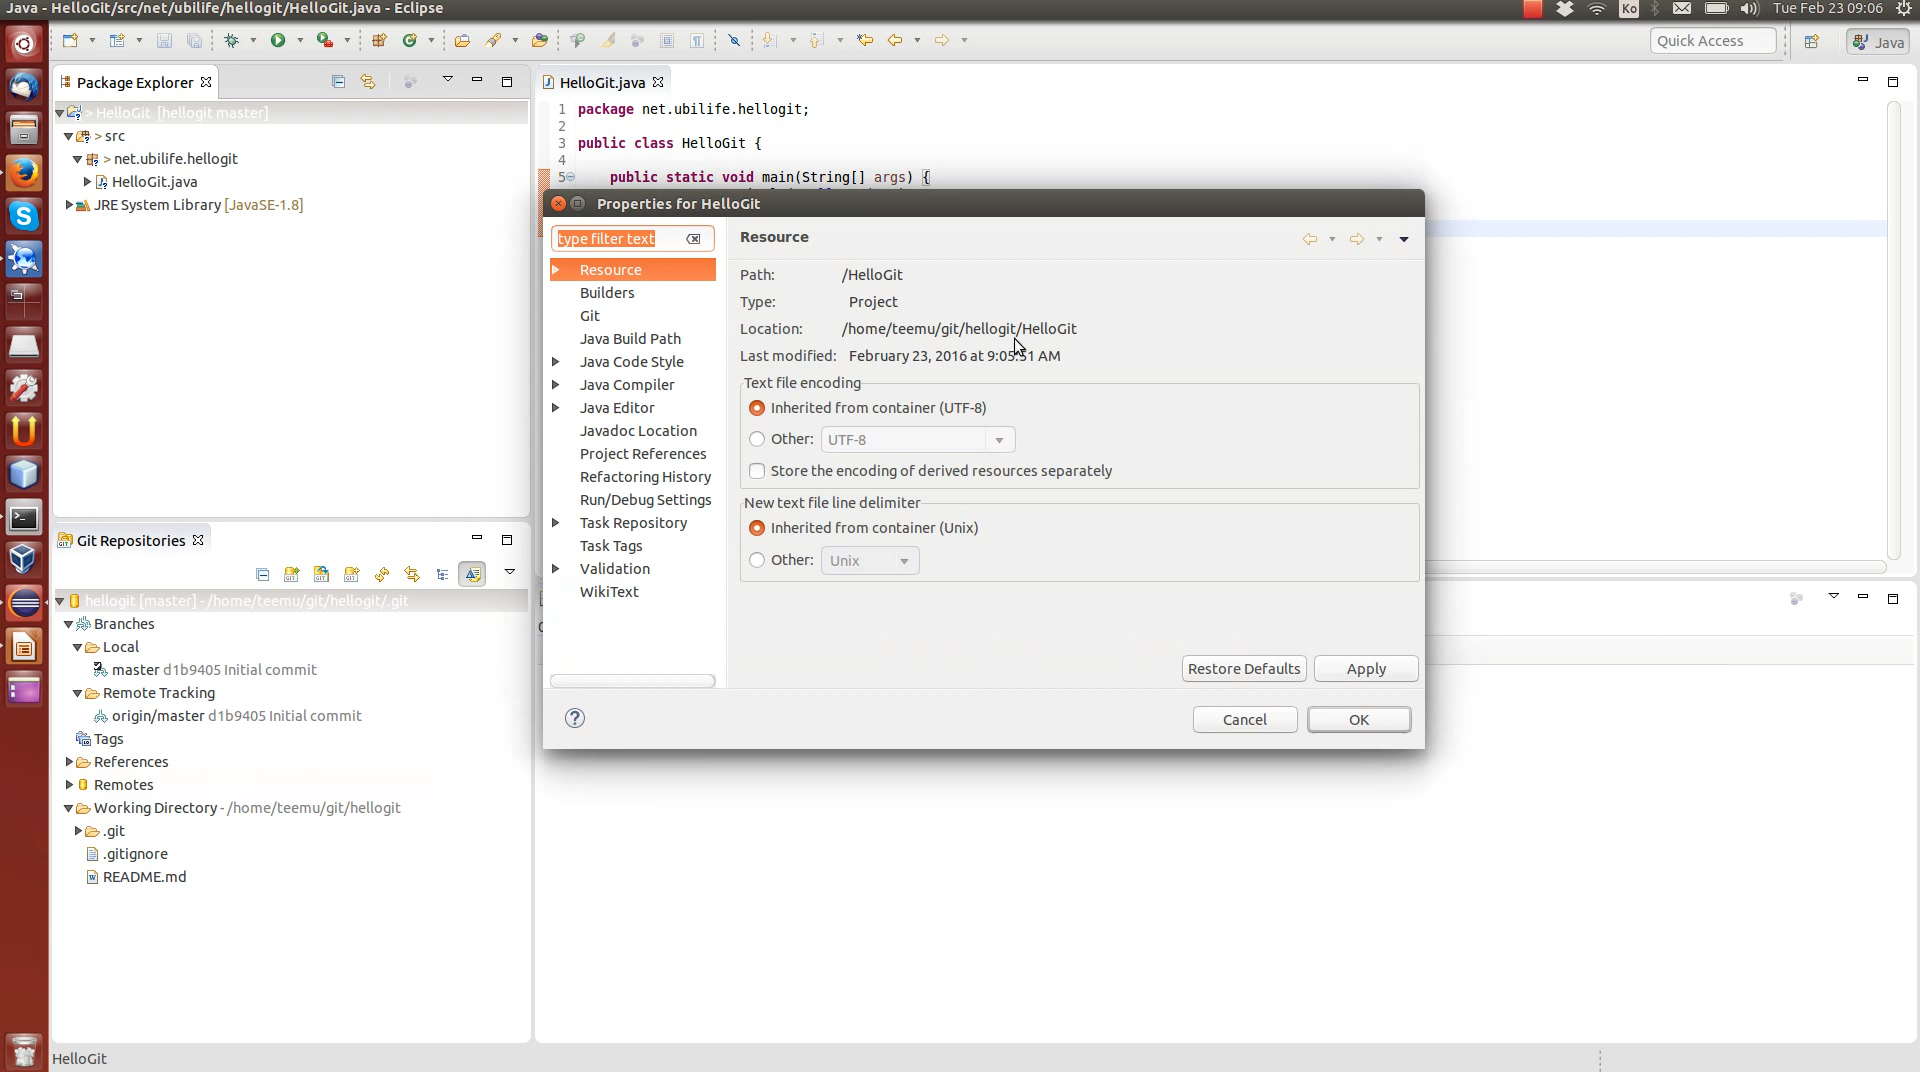 Java - HelloGit/src/net/ubilife/hellogit/HelloGit.java - Eclipse
Ko
Tue Feb 23 09:06
Quick Access
Java
Package Explorer
> HelloGit [hellogit master]
> src
> net.ubilife.hellogit
HelloGit.java
JRE System Library [JavaSE-1.8]
HelloGit.java
1 package net.ubilife.hellogit;
2
3 public class HelloGit {
4
5 public static void main(String[] args) {
Properties for HelloGit
type filter text
Resource
Builders
Git
Java Build Path
Java Code Style
Java Compiler
Java Editor
Javadoc Location
Project References
Refactoring History
Run/Debug Settings
Task Repository
Task Tags
Validation
WikiText
Resource
Path: /HelloGit
Type: Project
Location: /home/teemu/git/hellogit/HelloGit
Last modified: February 23, 2016 at 9:05:51 AM
Text file encoding
Inherited from container (UTF-8)
Other: UTF-8
Store the encoding of derived resources separately
New text file line delimiter
Inherited from container (Unix)
Other: Unix
Restore Defaults
Apply
Cancel
OK
Git Repositories
hellogit [master] - /home/teemu/git/hellogit/.git
Branches
Local
master d1b9405 Initial commit
Remote Tracking
origin/master d1b9405 Initial commit
Tags
References
Remotes
Working Directory - /home/teemu/git/hellogit
.git
.gitignore
README.md
HelloGit